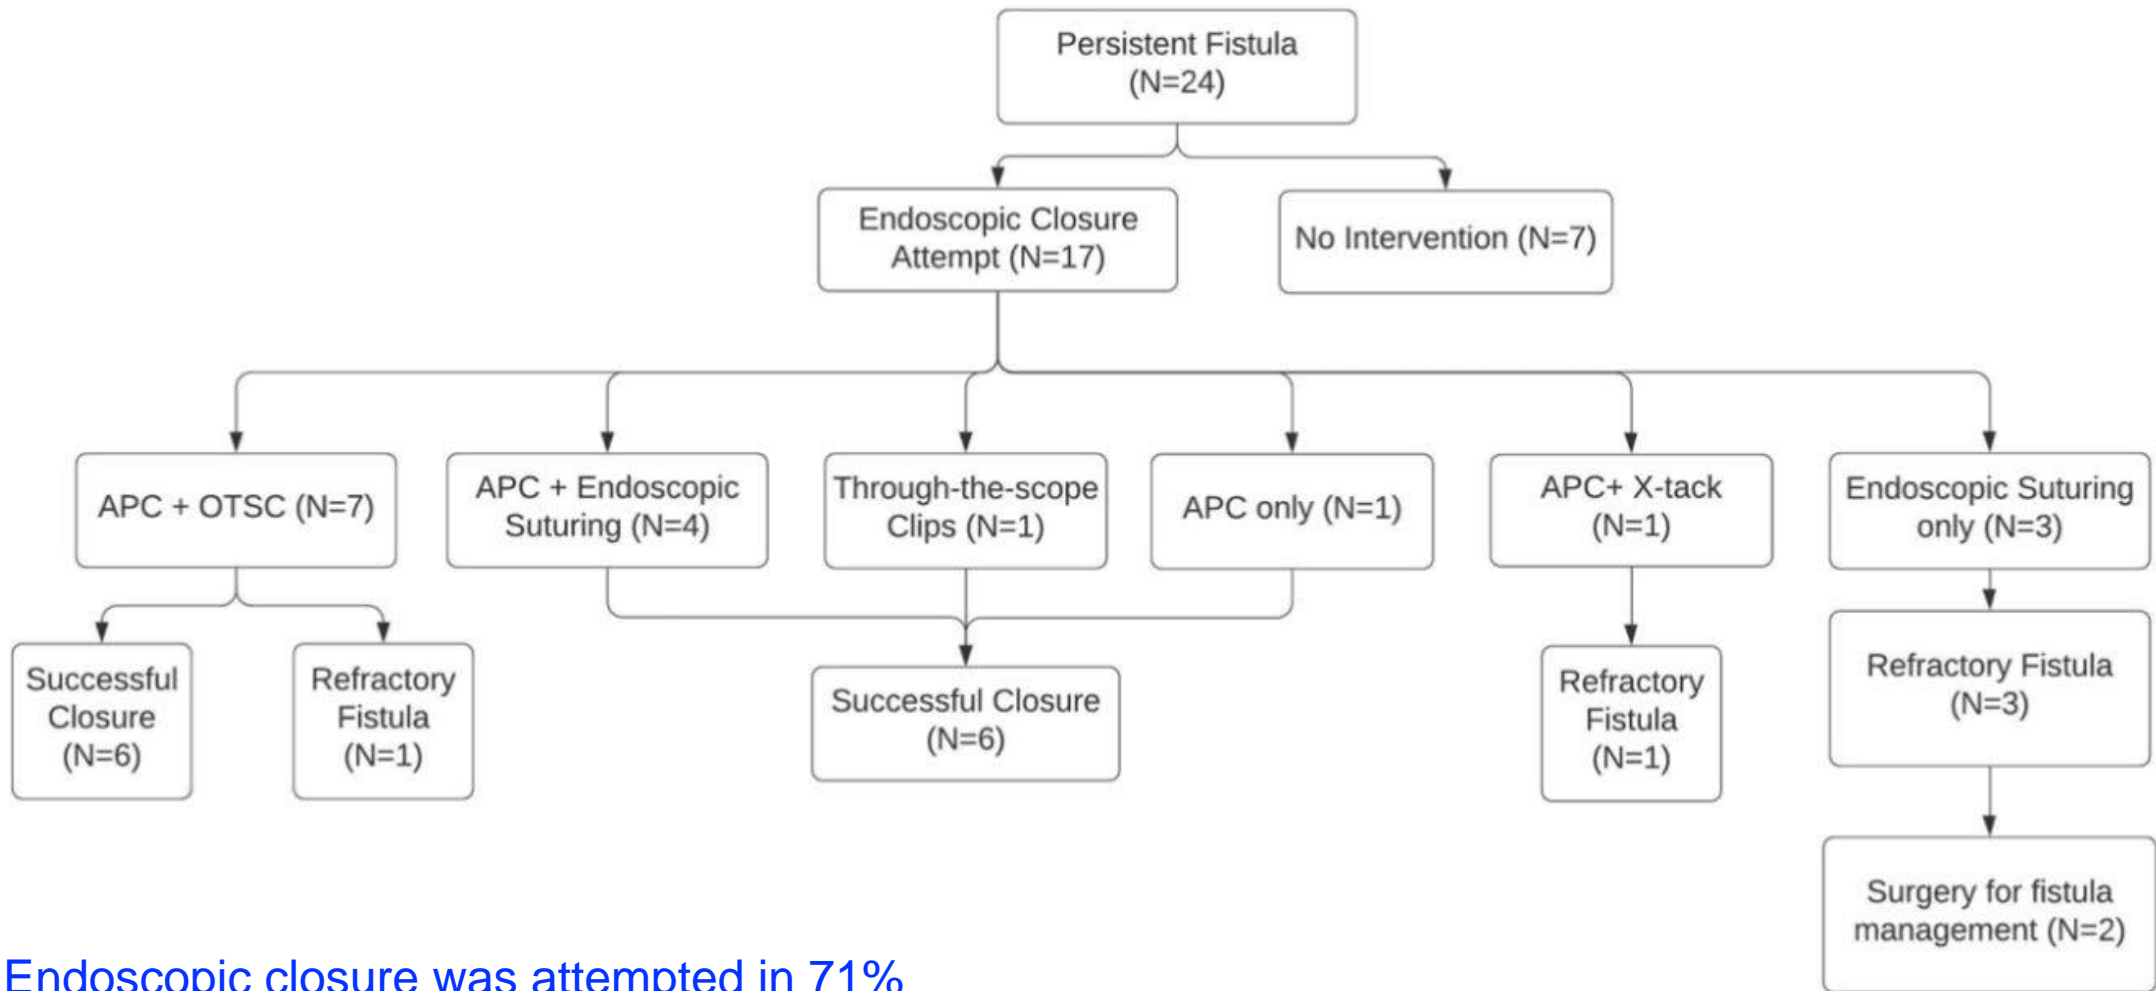 Persistent Fistula
(N=24)
Endoscopic Closure
Attempt (N=17)
No Intervention (N=7)
APC + OTSC (N=7)
APC + Endoscopic
Suturing (N=4)
Through-the-scope
Clips (N=1)
APC only (N=1)
APC+ X-tack
(N=1)
Endoscopic Suturing
only (N=3)
Successful
Closure
(N=6)
Refractory
Fistula
(N=1)
Successful Closure
(N=6)
Refractory
Fistula
(N=1)
Refractory Fistula
(N=3)
Surgery for fistula
management (N=2)
Endoscopic closure was attempted in 71%